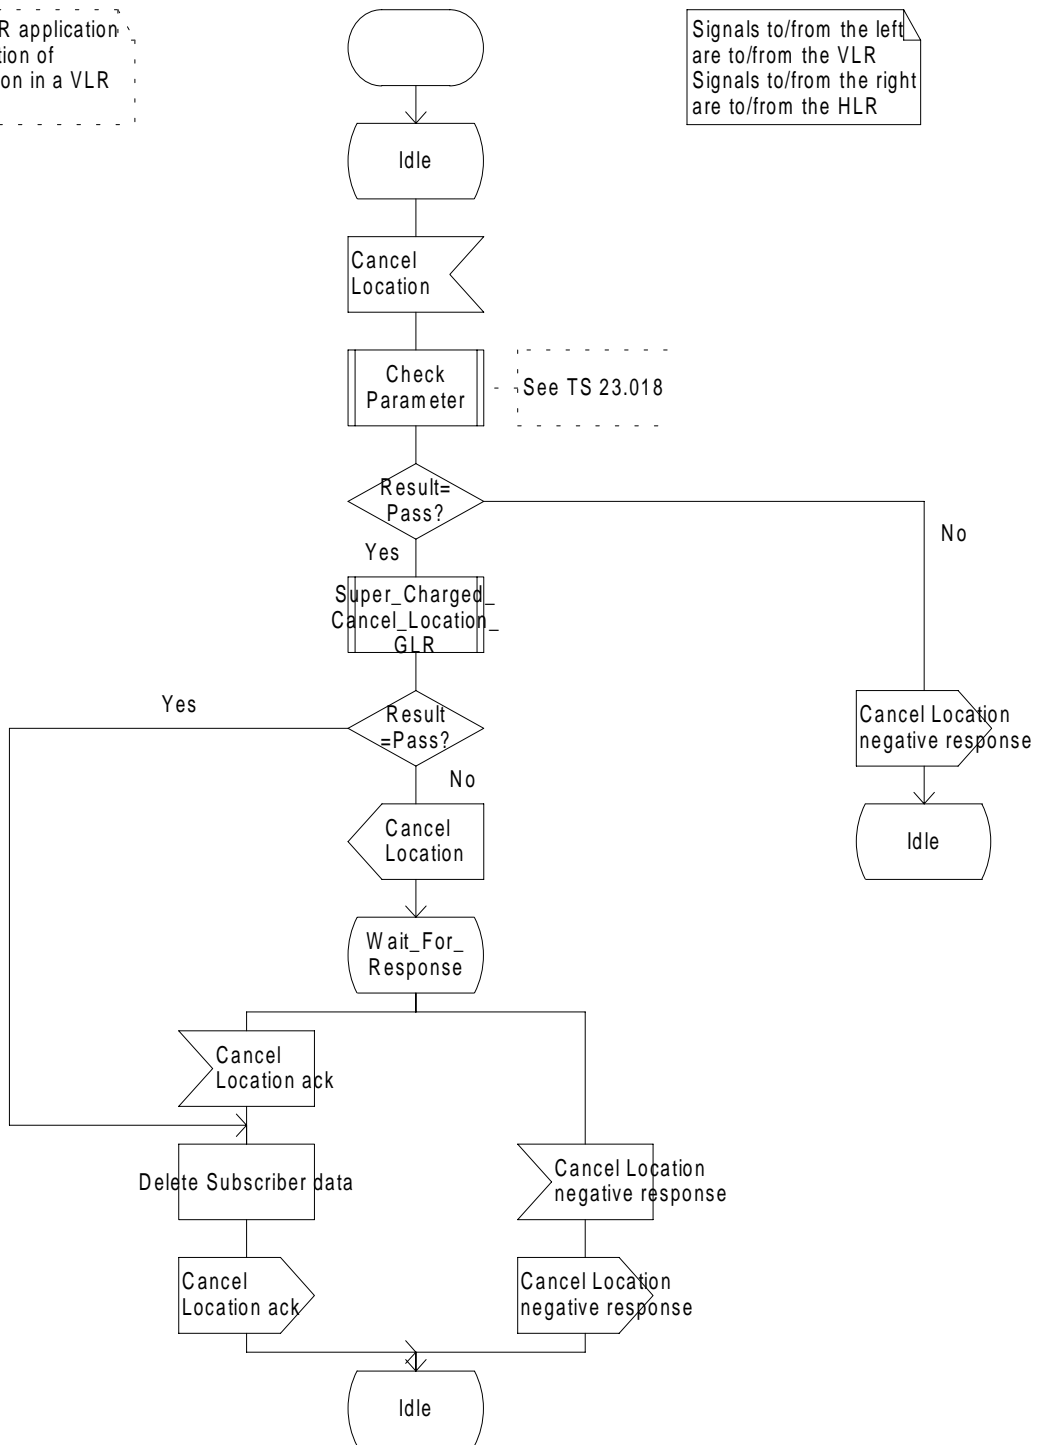 R application
tion of
on in a VLR
Signals to/from the left
are to/from the VLR
Signals to/from the right
are to/from the HLR
Idle
Cancel
Location
Check
Parameter
See TS 23.018
Result=
Pass?
No
Yes
Super_Charged_
Cancel_Location_
GLR
Yes
Result
=Pass?
No
Cancel Location
negative response
Cancel
Location
Idle
Wait_For_
Response
Cancel
Location ack
Cancel Location
negative response
Delete Subscriber data
Cancel
Location ack
Cancel Location
negative response
Idle